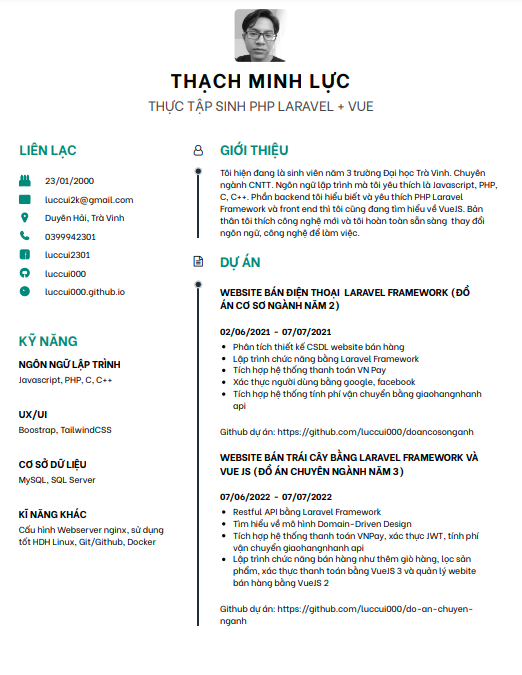 THẠCH MINH LỰC
THỰC TẬP SINH PHP LARAVEL + VUE
LIÊN LẠC
23/01/2000
luccui2k@gmail.com
Duyên Hải, Trà Vinh
0399942301
luccui2301
luccui000
luccui000.github.io
KỸ NĂNG
NGÔN NGỮ LẬP TRÌNH
Javascript, PHP, C, C++
UX/UI
Boostrap, TailwindCSS
CƠ SỞ DỮ LIỆU
MySQL, SQL Server
KĨ NĂNG KHÁC
Cấu hình Webserver nginx, sử dụng
tốt HDH Linux, Git/Github, Docker
GIỚI THIỆU
Tôi hiện đang là sinh viên năm 3 trường Đại học Trà Vinh. Chuyên
ngành CNTT. Ngôn ngữ lập trình mà tôi yêu thích là Javascript, PHP,
C, C++. Phần backend tôi hiểu biết và yêu thích PHP Laravel
Framework và front end thì tôi cũng đang tìm hiểu về VueJS. Bản
thân tôi thích công nghệ mới và tôi hoàn toàn sẵn sàng thay đổi
ngôn ngữ, công nghệ để làm việc.
DỰ ÁN
WEBSITE BÁN ĐIỆN THOẠI LARAVEL FRAMEWORK (ĐỒ
ÁN CƠ SƠ NGÀNH NĂM 2)
02/06/2021 - 07/07/2021
• Phân tích thiết kế CSDL website bán hàng
• Lập trình chức năng bằng Laravel Framework
• Tích hợp hệ thống thanh toán VN Pay
• Xác thực người dùng bằng google, facebook
• Tích hợp hệ thống tính phí vận chuyển bằng giaohangnhanh
api
Github dự án: https://github.com/luccui000/doancosonganh
WEBSITE BÁN TRÁI CÂY BẰNG LARAVEL FRAMEWORK VÀ
VUE JS (ĐỒ ÁN CHUYÊN NGÀNH NĂM 3)
07/06/2022 - 07/07/2022
• Restful API bằng Laravel Framework
• Tìm hiểu về mô hình Domain-Driven Design
• Tích hợp hệ thống thanh toán VNPay, xác thực JWT, tính phí
vận chuyển giaohangnhanh api
• Lập trình chức năng bán hàng như thêm giỏ hàng, lọc sản
phẩm, xác thực thanh toán bằng VueJS 3 và quản lý webite
bán hàng bằng VueJS 2
Github dự án: https://github.com/luccui000/do-an-chuyen-
nganh